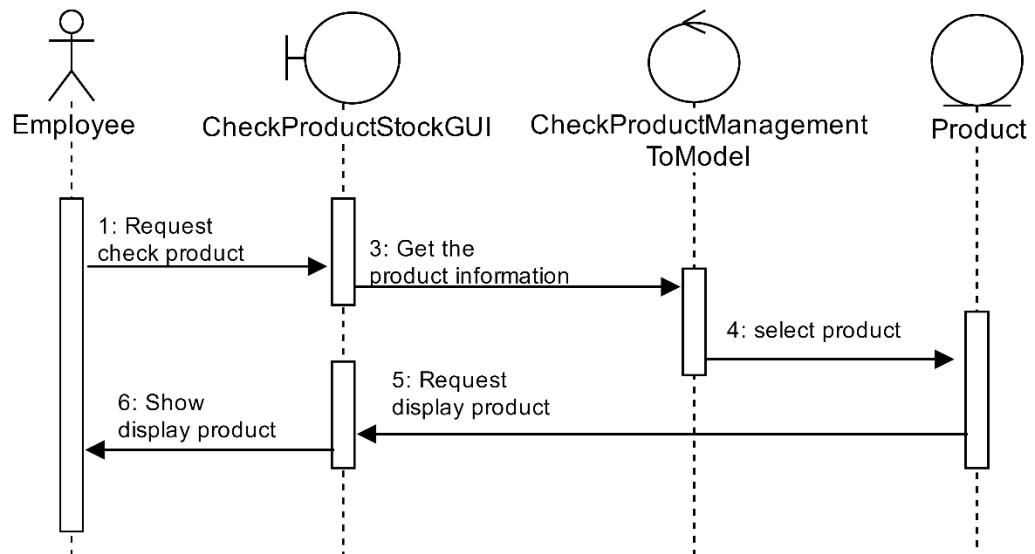 Employee
CheckProductStockGUI
CheckProductManagement
ToModel
Product
1: Request
check product
3: Get the
product information
4: select product
5: Request
display product
6: Show
display product